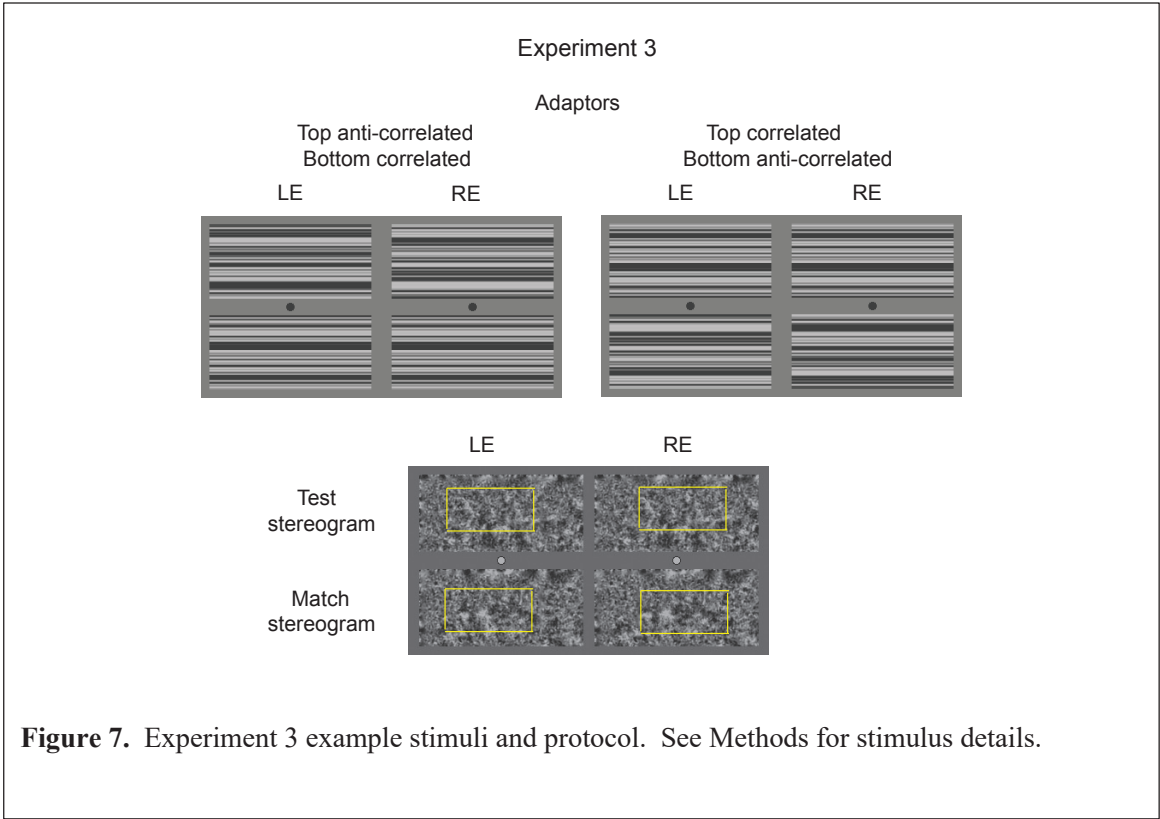 Experiment 3
Adaptors
Top anti-correlated
Bottom correlated
Top correlated
Bottom anti-correlated
LE
RE
LE
RE
LE
RE
Test
stereogram
Match
stereogram
Figure 7. Experiment 3 example stimuli and protocol. See Methods for stimulus details.